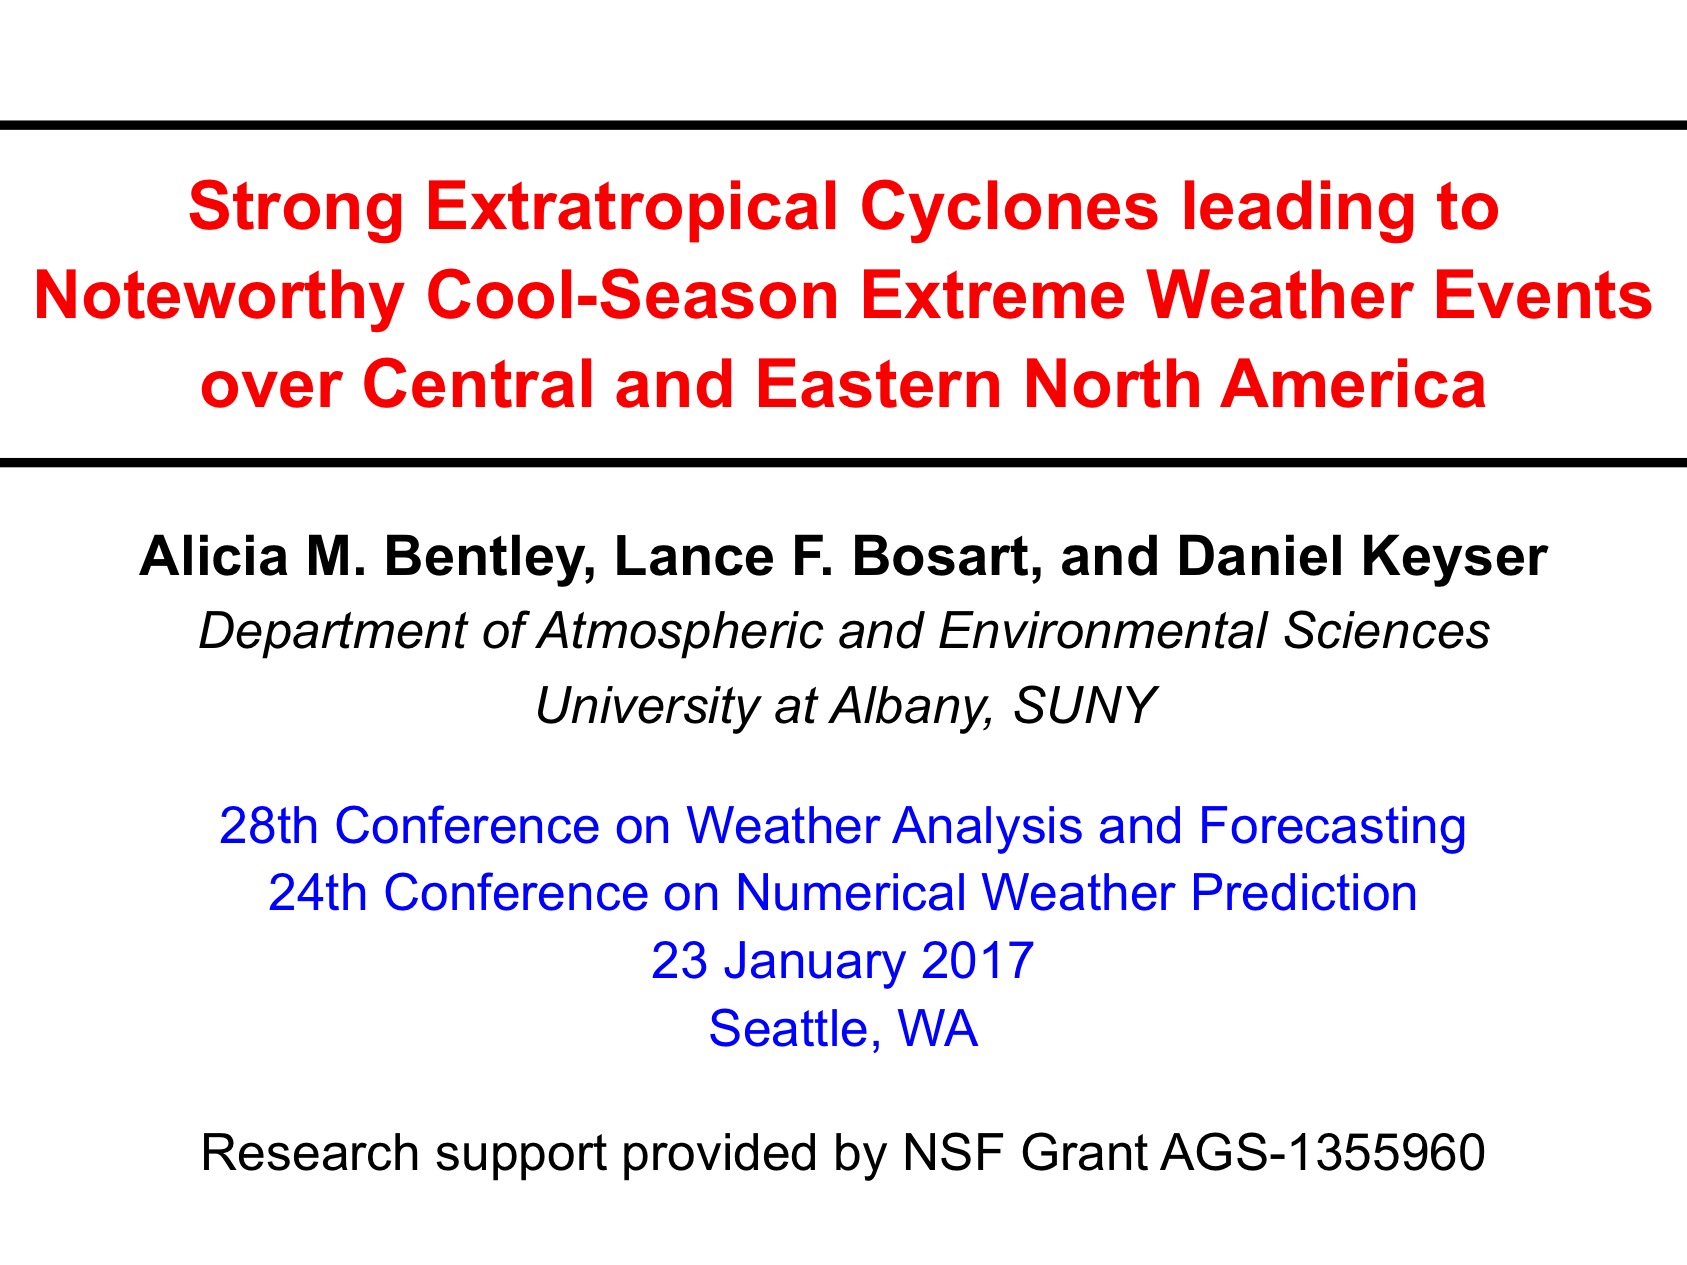 Strong Extratropical Cyclones leading to
Noteworthy Cool-Season Extreme Weather Events
over Central and Eastern North America
Alicia M. Bentley, Lance F. Bosart, and Daniel Keyser
Department of Atmospheric and Environmental Sciences
University at Albany, SUNY
28th Conference on Weather Analysis and Forecasting
24th Conference on Numerical Weather Prediction
23 January 2017
Seattle, WA
Research support provided by NSF Grant AGS-1355960